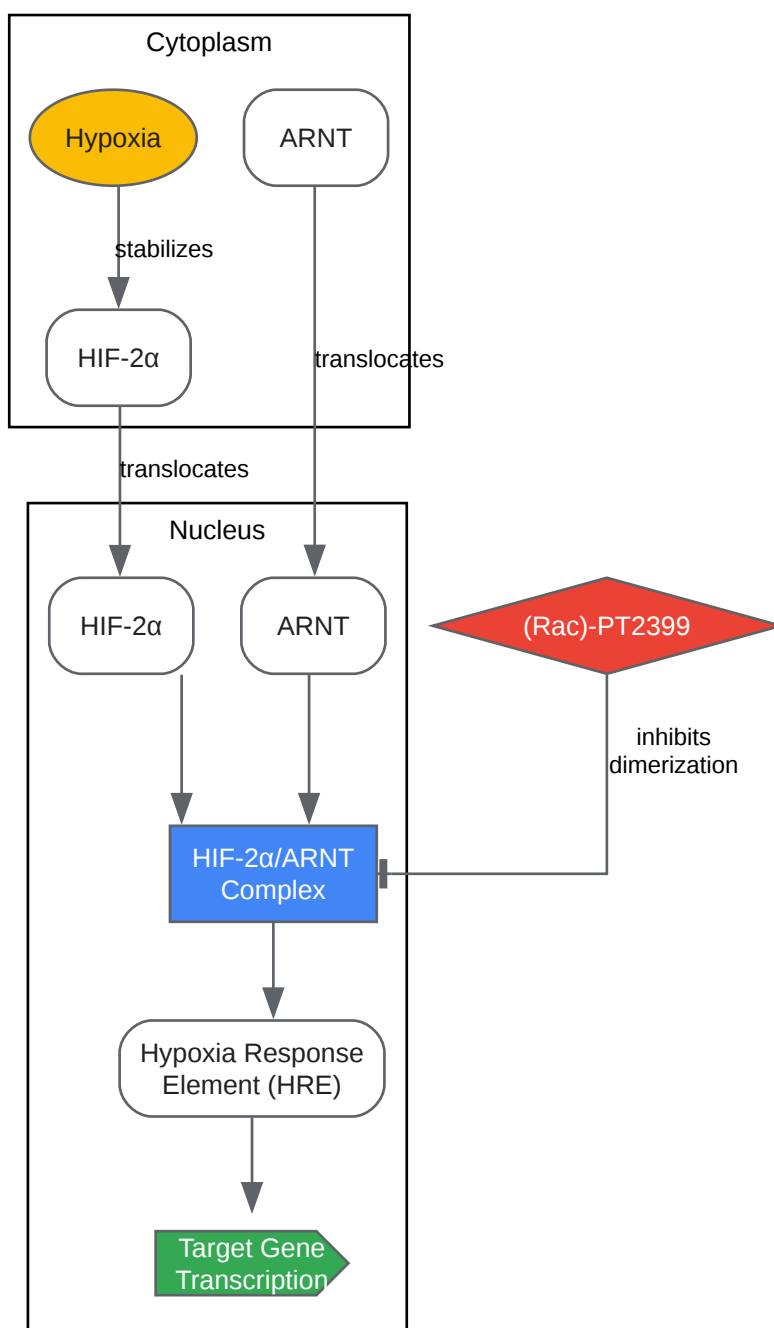 Cytoplasm
Hypoxia
ARNT
stabilizes
HIF-2α
translocates
translocates
Nucleus
HIF-2α
ARNT
(Rac)-PT2399
inhibits
dimerization
HIF-2α/ARNT
Complex
Hypoxia Response
Element (HRE)
Target Gene
Transcription